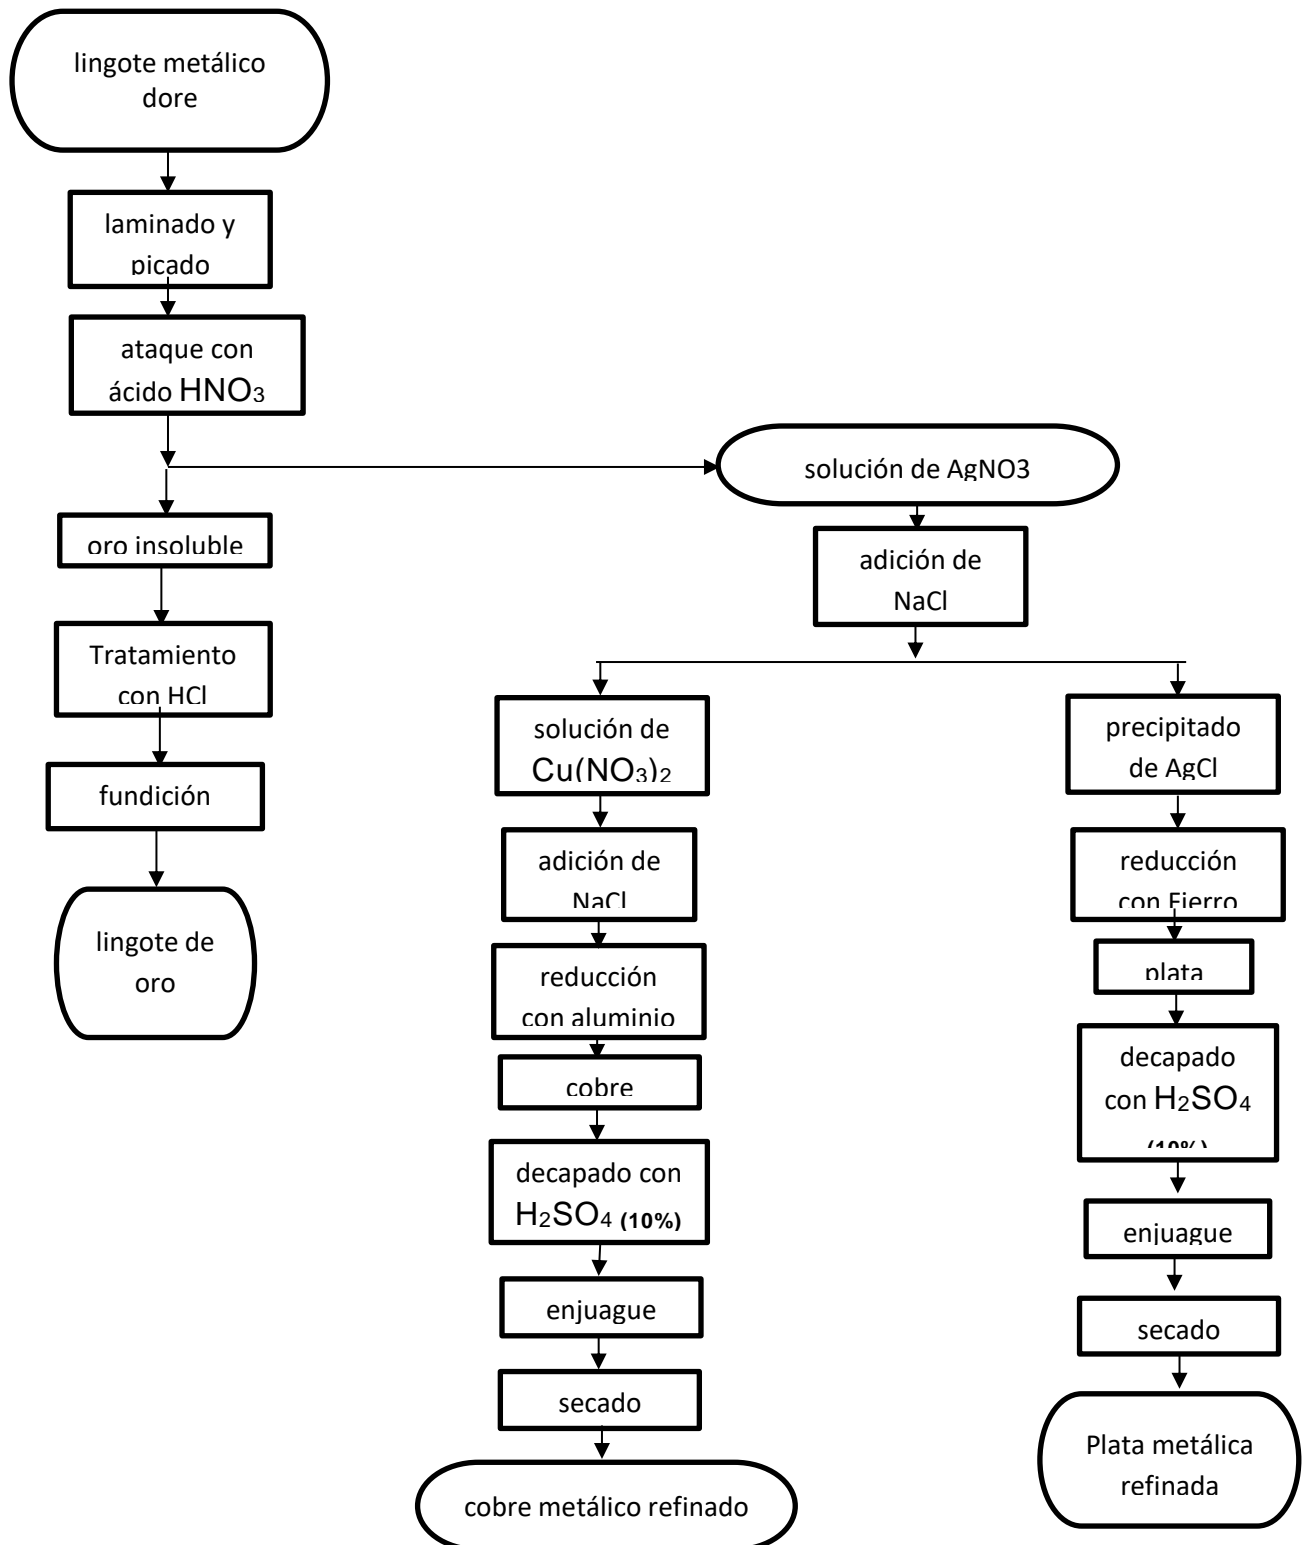 lingote metálico
dore
laminado y
picado
ataque con
ácido HNO₃
oro insoluble
Tratamiento
con HCl
fundición
lingote de
oro
solución de AgNO3
adición de
NaCl
solución de
Cu(NO₃)₂
adición de
NaCl
reducción
con aluminio
cobre
decapado con
H₂SO₄ (10%)
enjuague
secado
cobre metálico refinado
precipitado
de AgCl
reducción
con Fierro
plata
decapado
con H₂SO₄
(10%)
enjuague
secado
Plata metálica
refinada